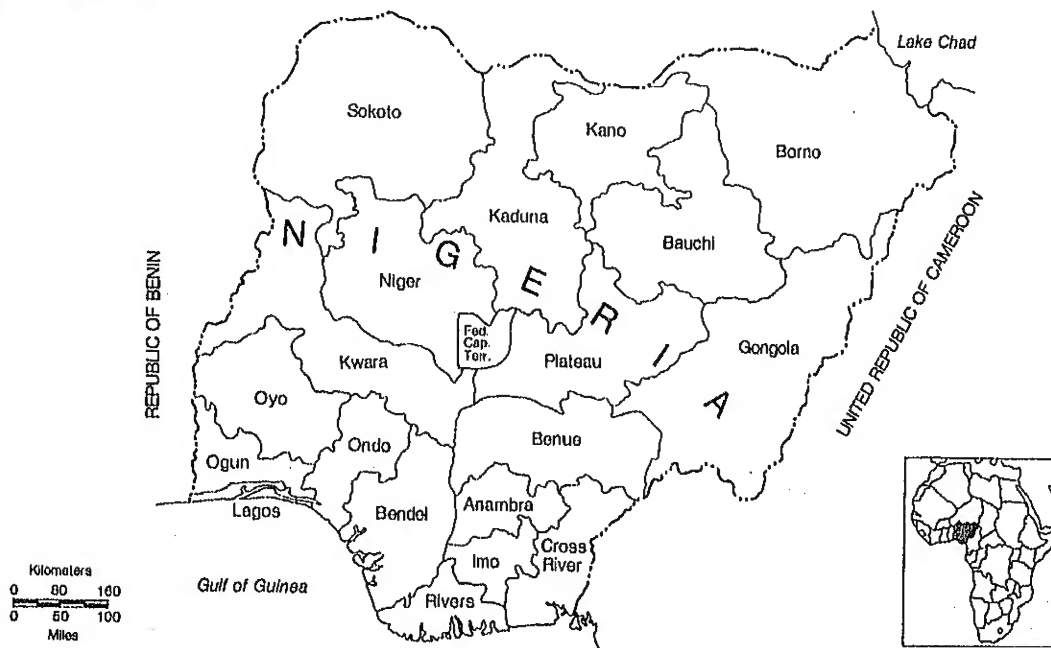 Lake Chad
Sokoto
Kano
Borno
Kaduna
Bauchi
NIGERIA
Niger
REPUBLIC OF BENIN
UNITED REPUBLIC OF CAMEROON
Fed.
Cap.
Terr.
Kwara
Plateau
Gongola
Oyo
Ondo
Benue
Ogun
Lagos
Bendel
Anambra
Imo
Cross
River
Rivers
Gulf of Guinea
Kilometers
0 80 160
0 50 100
Miles